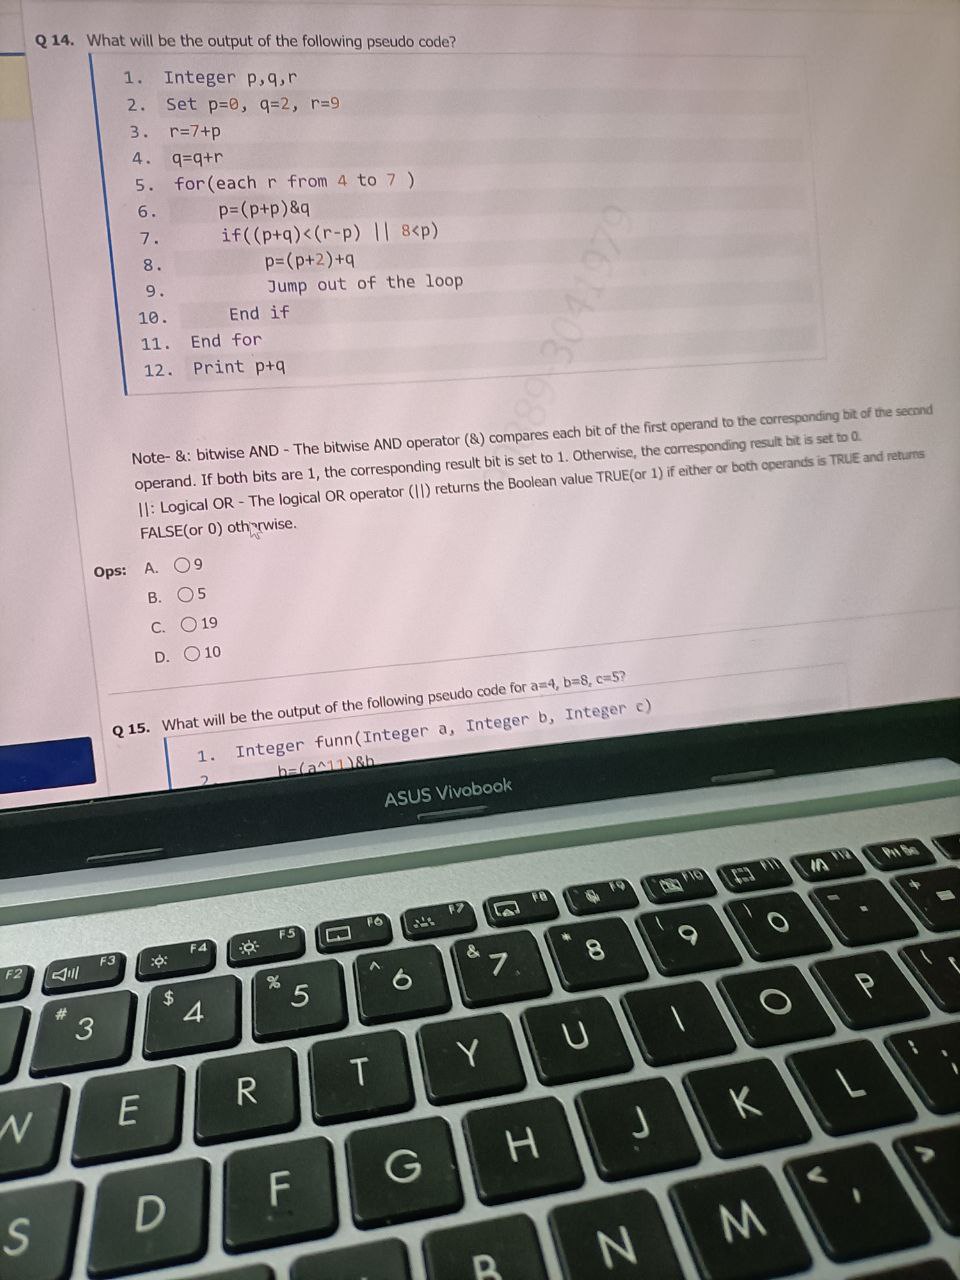 Q 14. What will be the output of the following pseudo code?
1. Integer p,q,r
2. Set p=0, q=2, r=9
3. r=7+p
4. q=q+r
5. for(each r from 4 to 7 )
6. p=(p+p)&q
7. if((p+q)<(r-p) || 8<p)
8. p=(p+2)+q
9. Jump out of the loop
10. End if
11. End for
12. Print p+q
Note- &: bitwise AND - The bitwise AND operator (&) compares each bit of the first operand to the corresponding bit of the second
operand. If both bits are 1, the corresponding result bit is set to 1. Otherwise, the corresponding result bit is set to 0.
||: Logical OR - The logical OR operator (||) returns the Boolean value TRUE(or 1) if either or both operands is TRUE and returns
FALSE(or 0) otherwise.
Ops: A. 9
B. 5
C. 19
D. 10
Q 15. What will be the output of the following pseudo code for a=4, b=8, c=5?
1. Integer funn(Integer a, Integer b, Integer c)
2. b=(a^11)&b
ASUS Vivobook
F2 F3 F4 F5 F6 F7 F8 F9 F10 F11 F12 Prt Sc
# 3 $ 4 % 5 ^ 6 & 7 * 8 ( 9 ) 0 - + =
W E R T Y U I O P
S D F G H J K L : ;
B N M < , >